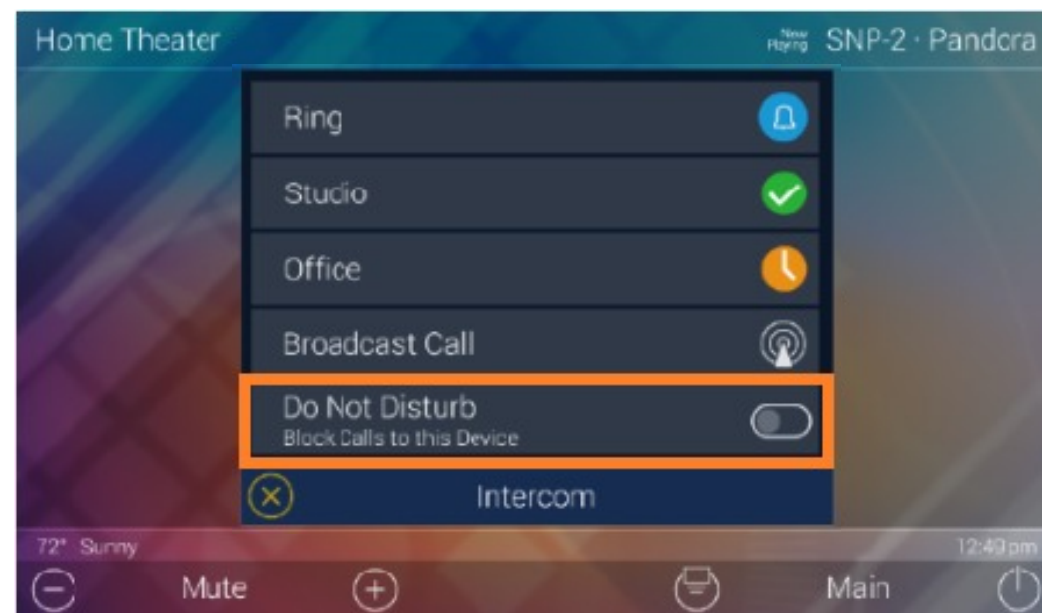 Home Theater
Now Playing SNP-2 · Pandora
Ring
Studio
Office
Broadcast Call
Do Not Disturb
Block Calls to this Device
Intercom
72° Sunny
12:49 pm
Mute
Main